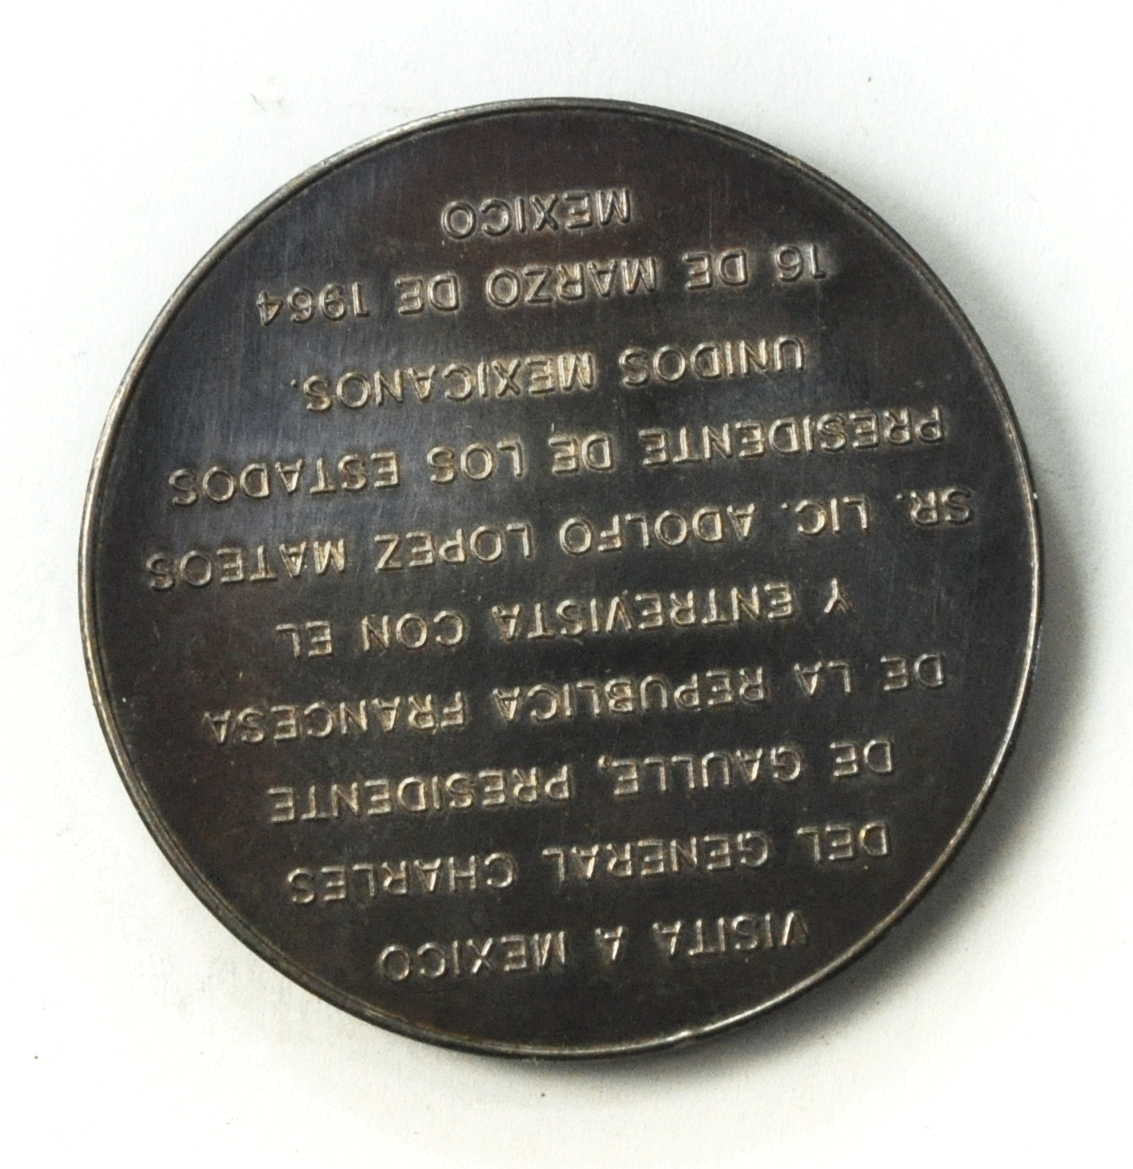 VISITA A MEXICO
DEL GENERAL CHARLES
DE GAULLE, PRESIDENTE
DE LA REPUBLICA FRANCESA
Y ENTREVISTA CON EL
SR. LIC. ADOLFO LOPEZ MATEOS
PRESIDENTE DE LOS ESTADOS
UNIDOS MEXICANOS.
16 DE MARZO DE 1964
MEXICO